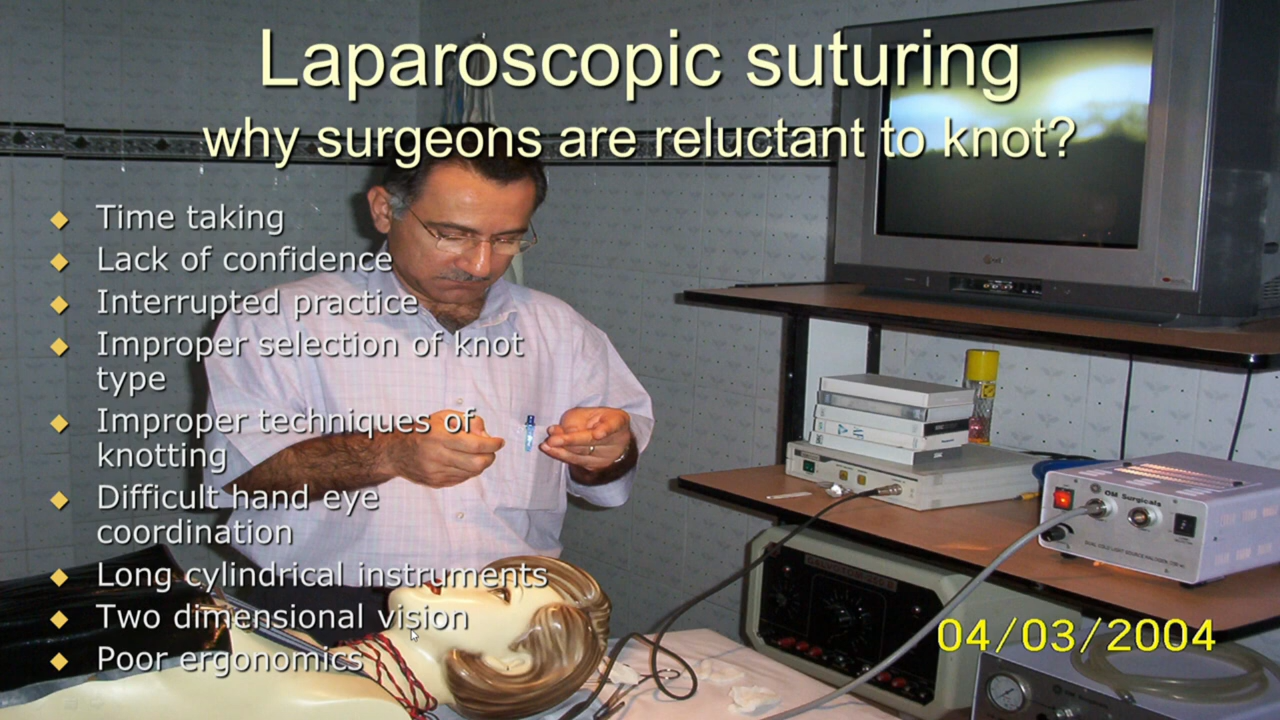 Laparoscopic suturing
why surgeons are reluctant to knot?
Time taking
Lack of confidence
Interrupted practice
Improper selection of knot
type
Improper techniques of
knotting
Difficult hand eye
coordination
Long cylindrical instruments
Two dimensional vision
Poor ergonomics
OM Surgicals
04/03/2004